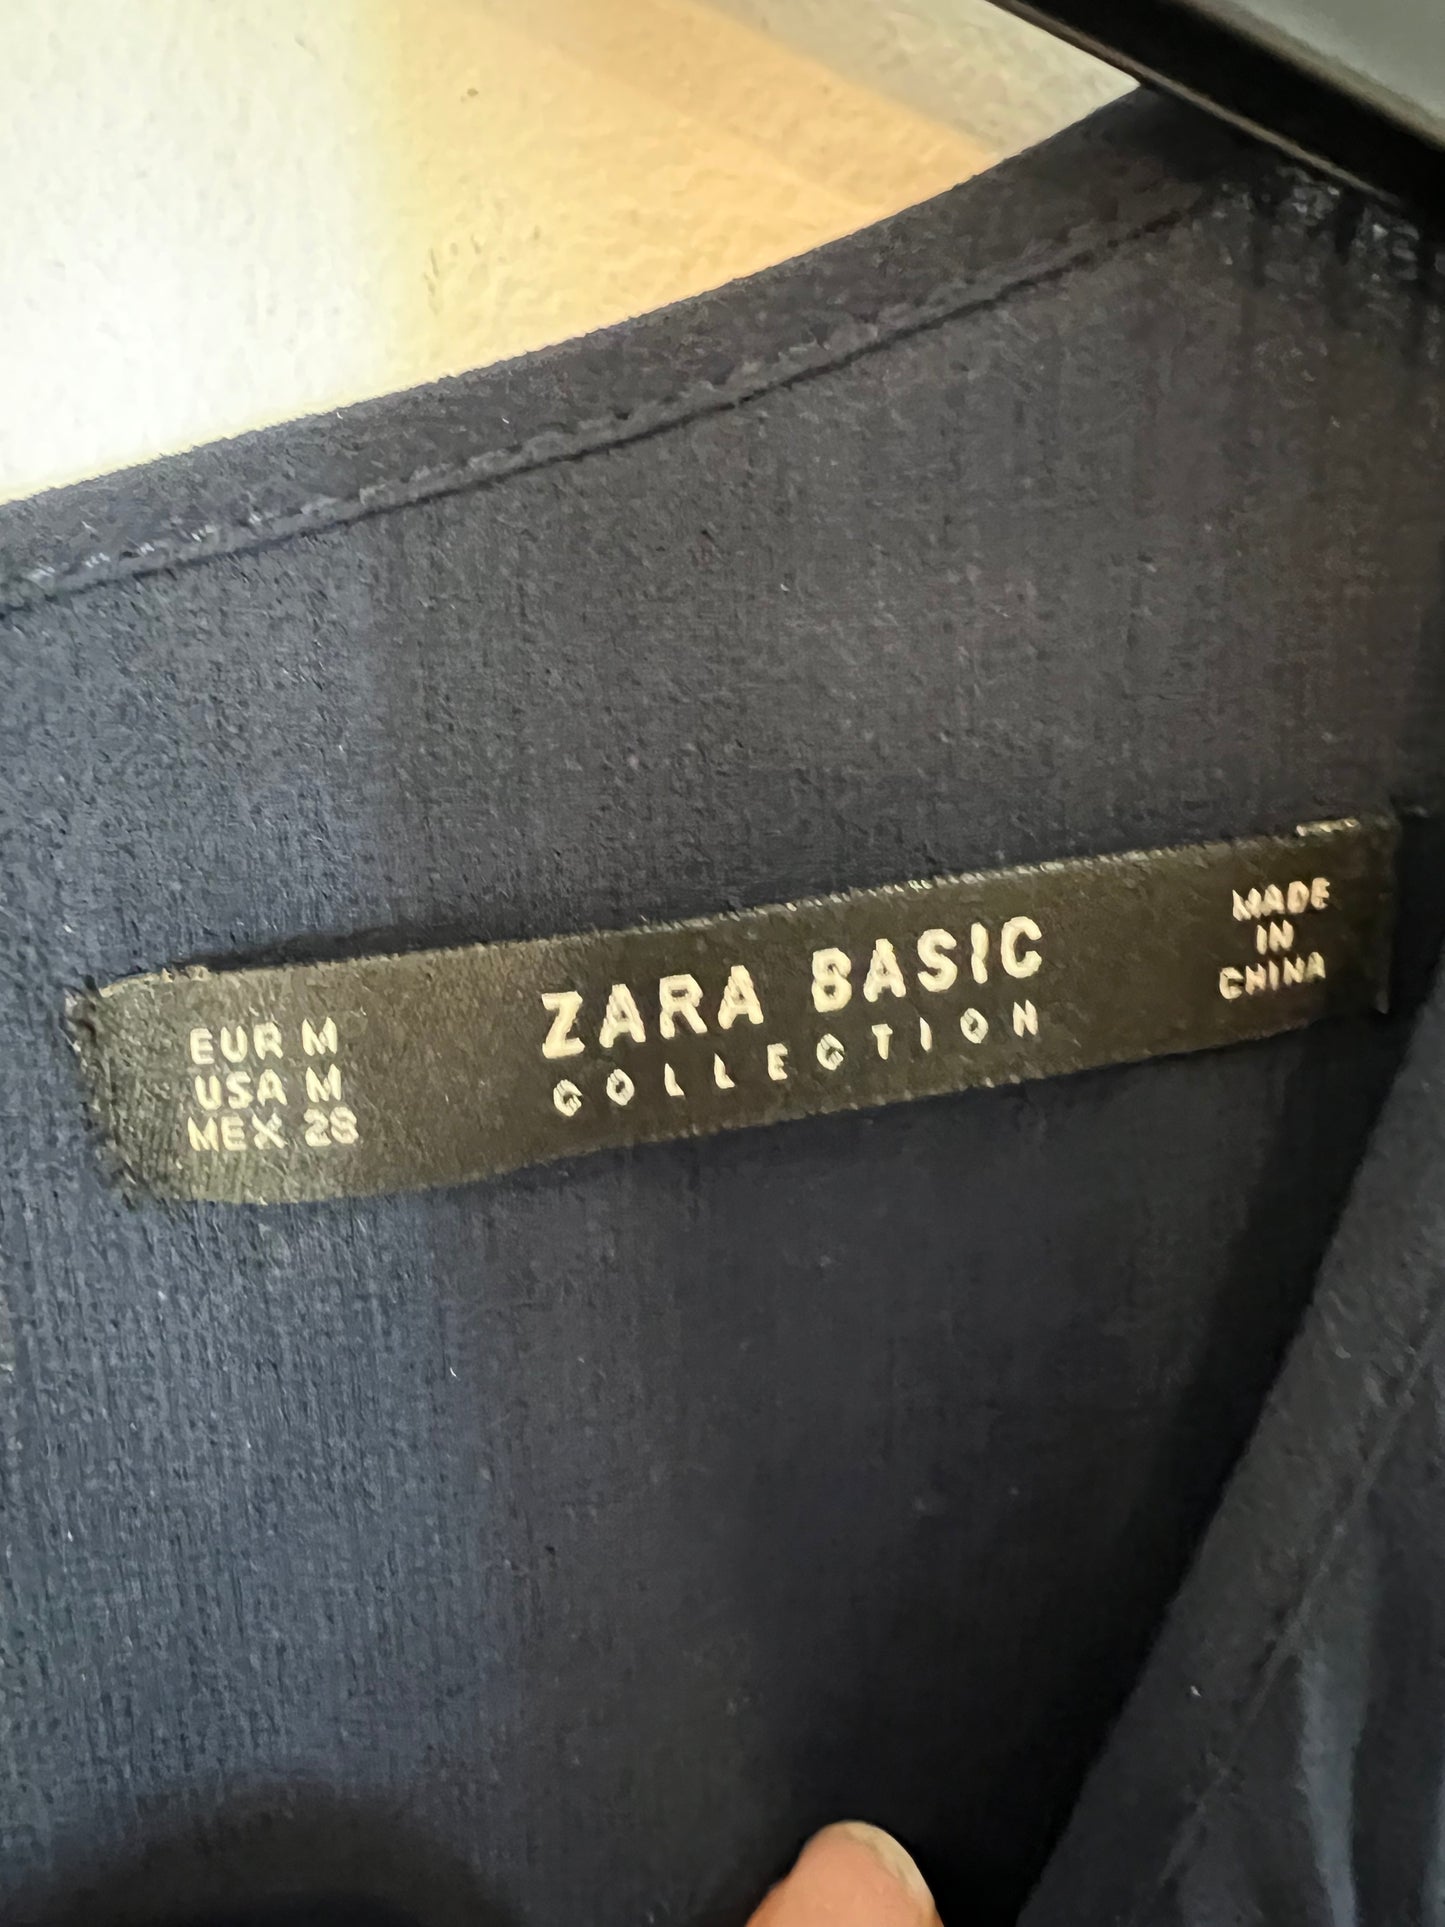 EUR M
USA M
MEX 28
ZARA BASIC
COLLECTION
MADE
IN
CHINA